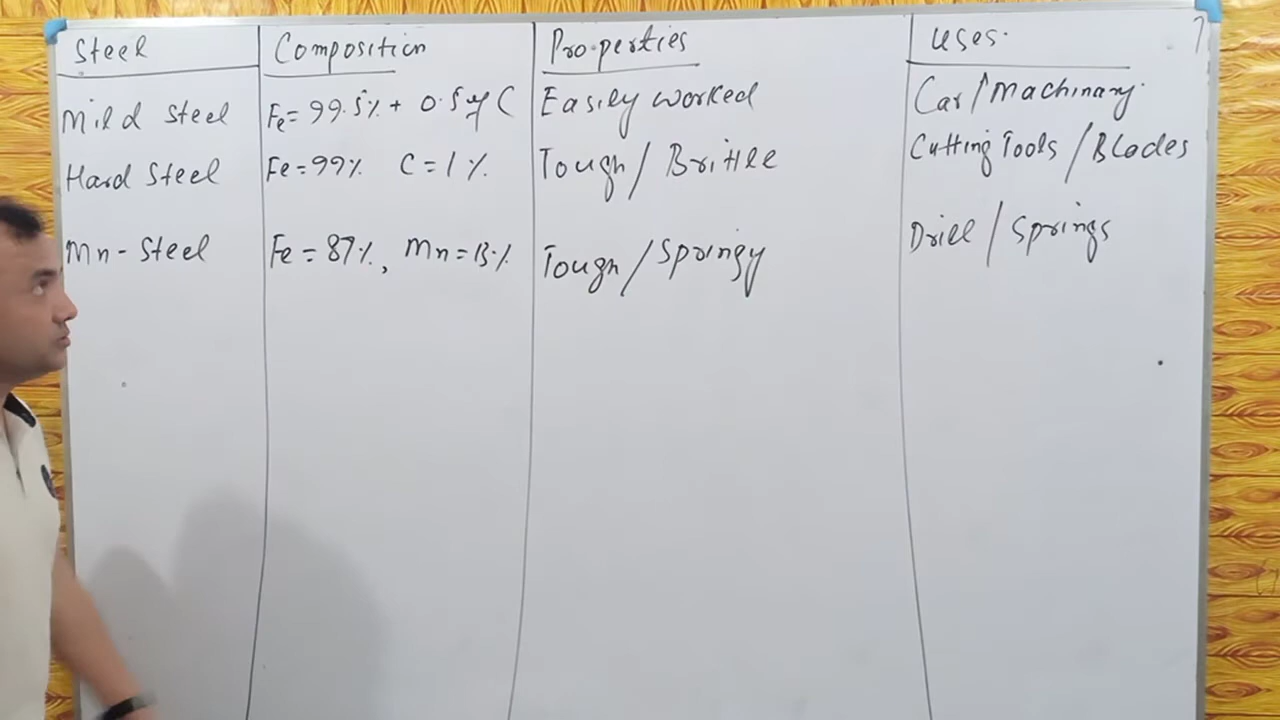 Steel Composition Properties Uses.
Mild Steel Fe = 99.5% + 0.5% of C Easily worked Car/Machinary.
Hard Steel Fe = 99% C = 1% Tough/Brittle Cutting Tools/Blades
Mn-Steel Fe = 87%, Mn = 13% Tough/Springy Drill/Springs